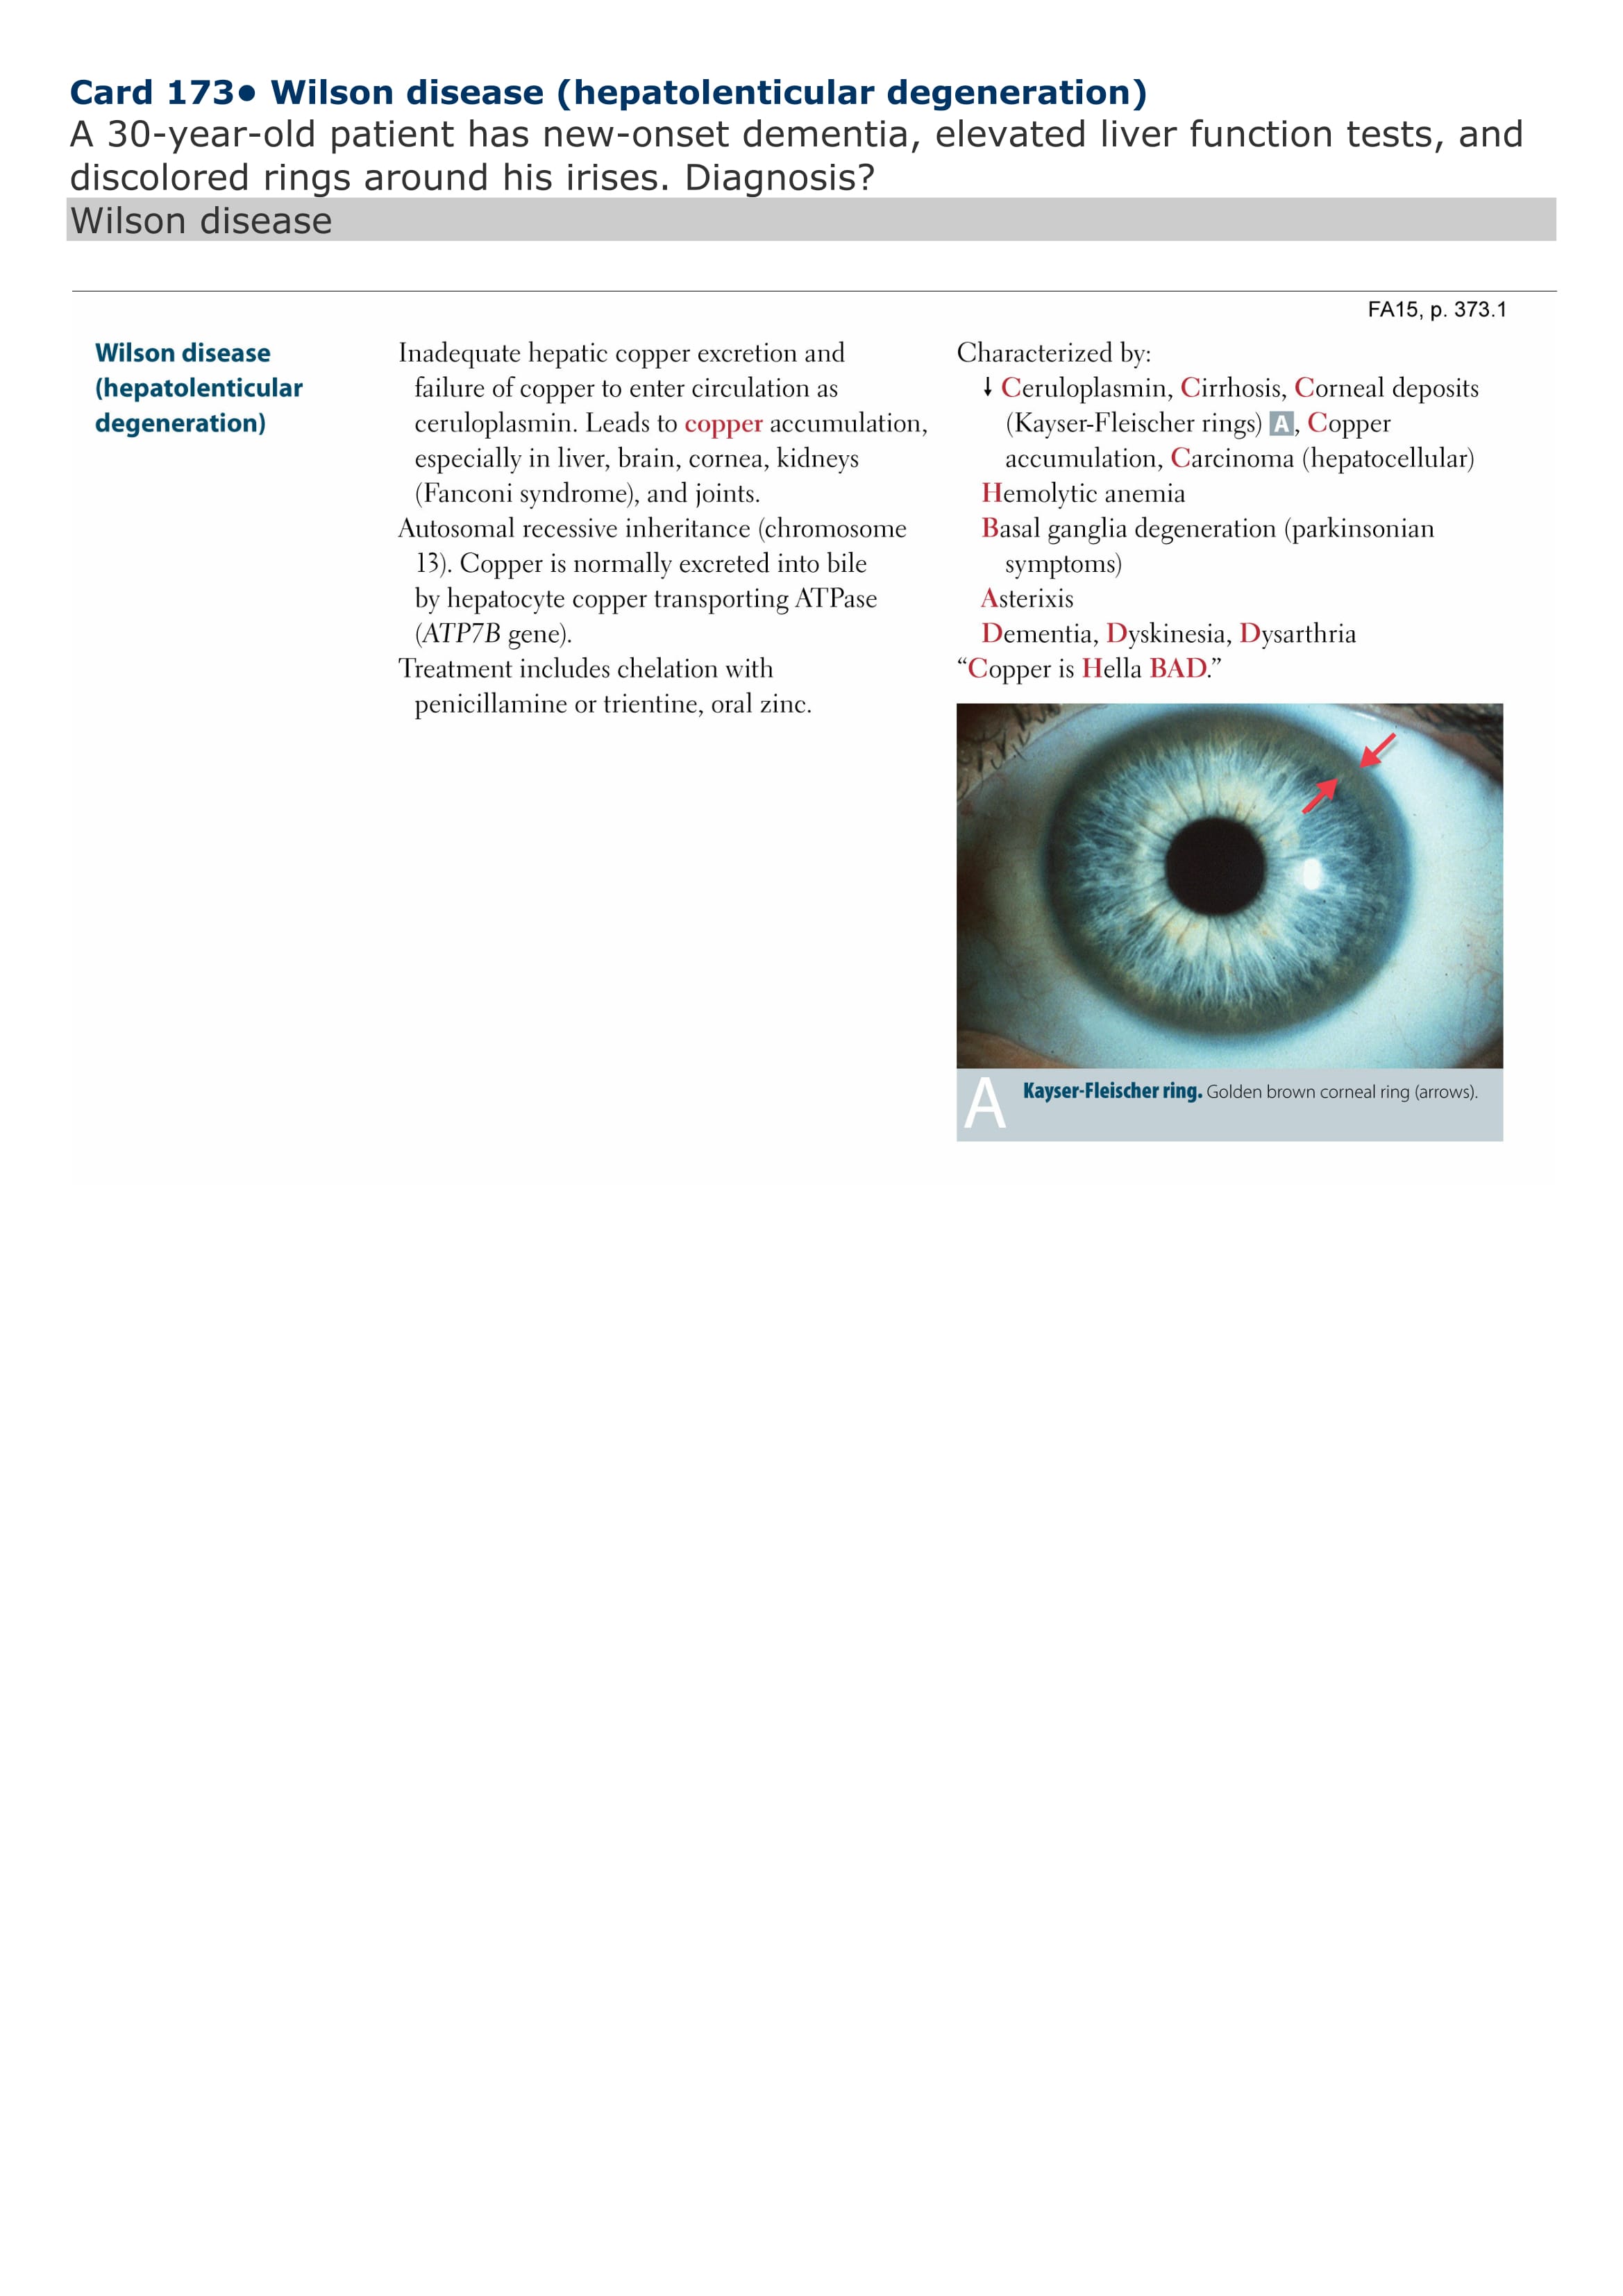 Card 173• Wilson disease (hepatolenticular degeneration)
A 30-year-old patient has new-onset dementia, elevated liver function tests, and
discolored rings around his irises. Diagnosis?
Wilson disease
FA15, p. 373.1
Wilson disease
(hepatolenticular
degeneration)
Inadequate hepatic copper excretion and
failure of copper to enter circulation as
ceruloplasmin. Leads to copper accumulation,
especially in liver, brain, cornea, kidneys
(Fanconi syndrome), and joints.
Autosomal recessive inheritance (chromosome
13). Copper is normally excreted into bile
by hepatocyte copper transporting ATPase
(ATP7B gene).
Treatment includes chelation with
penicillamine or trientine, oral zinc.
Characterized by:
↓ Ceruloplasmin, Cirrhosis, Corneal deposits
(Kayser-Fleischer rings) A, Copper
accumulation, Carcinoma (hepatocellular)
Hemolytic anemia
Basal ganglia degeneration (parkinsonian
symptoms)
Asterixis
Dementia, Dyskinesia, Dysarthria
“Copper is Hella BAD.”
A Kayser-Fleischer ring. Golden brown corneal ring (arrows).